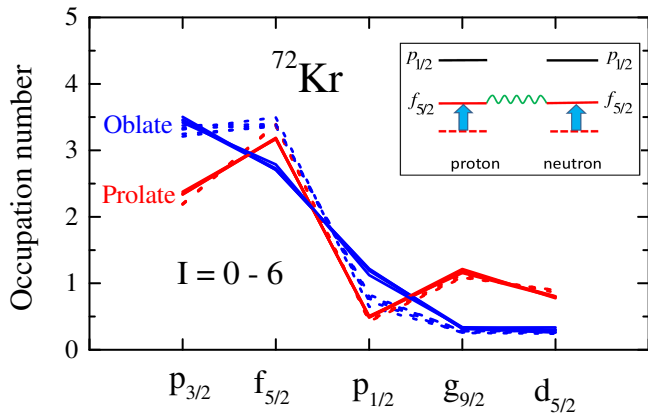 Occupation number
5
4
3
2
1
0
⁷²Kr
Oblate
Prolate
I = 0 - 6
p₁/₂ p₁/₂
f₅/₂ f₅/₂
proton neutron
p₃/₂ f₅/₂ p₁/₂ g₉/₂ d₅/₂